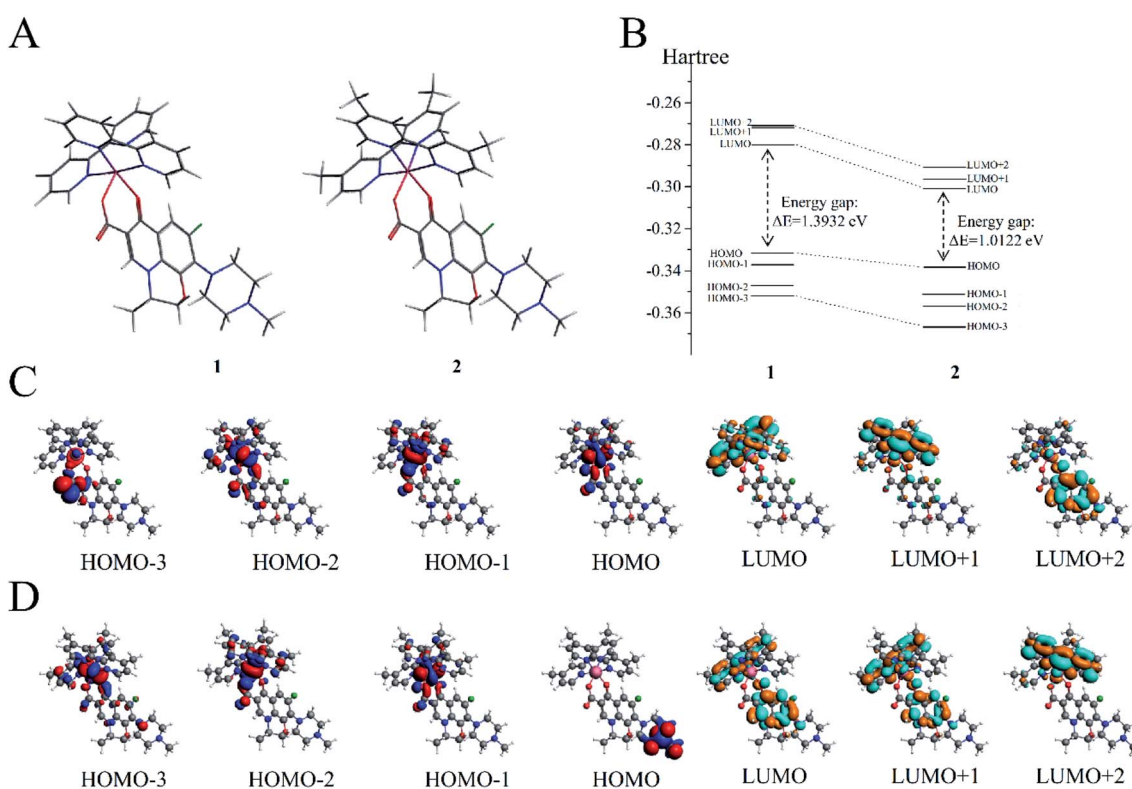 A
B
Hartree
-0.26
-0.28
-0.30
-0.32
-0.34
-0.36
LUMO+2
LUMO+1
LUMO
Energy gap:
ΔE=1.3932 eV
HOMO
HOMO-1
HOMO-2
HOMO-3
LUMO+2
LUMO+1
LUMO
Energy gap:
ΔE=1.0122 eV
HOMO
HOMO-1
HOMO-2
HOMO-3
1
2
1
2
C
HOMO-3
HOMO-2
HOMO-1
HOMO
LUMO
LUMO+1
LUMO+2
D
HOMO-3
HOMO-2
HOMO-1
HOMO
LUMO
LUMO+1
LUMO+2